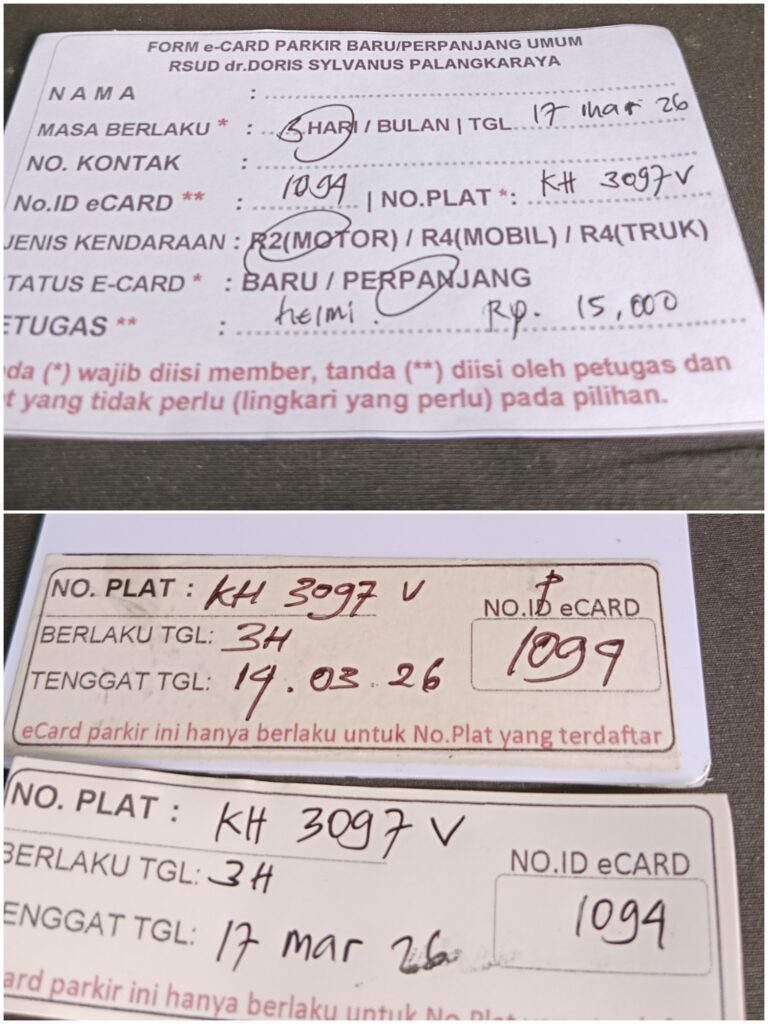 FORM e-CARD PARKIR BARU/PERPANJANG UMUM
RSUD dr.DORIS SYLVANUS PALANGKARAYA
NAMA :
MASA BERLAKU * : 3 HARI / BULAN | TGL 17 mar 26
NO. KONTAK :
No.ID eCARD ** : 1094 | NO.PLAT *: KH 3097 V
JENIS KENDARAAN : R2(MOTOR) / R4(MOBIL) / R4(TRUK)
TATUS E-CARD * : BARU / PERPANJANG
ETUGAS ** : helmi. Rp. 15,000
da (*) wajib diisi member, tanda (**) diisi oleh petugas dan
t yang tidak perlu (lingkari yang perlu) pada pilihan.
NO. PLAT : KH 3097 V
NO.ID eCARD
BERLAKU TGL: 3H
1094
TENGGAT TGL: 14.03.26
eCard parkir ini hanya berlaku untuk No.Plat yang terdaftar
NO. PLAT : KH 3097 V
NO.ID eCARD
BERLAKU TGL: 3H
1094
ENGGAT TGL: 17 mar 26
ard parkir ini hanya berlaku untuk No.Plat yang